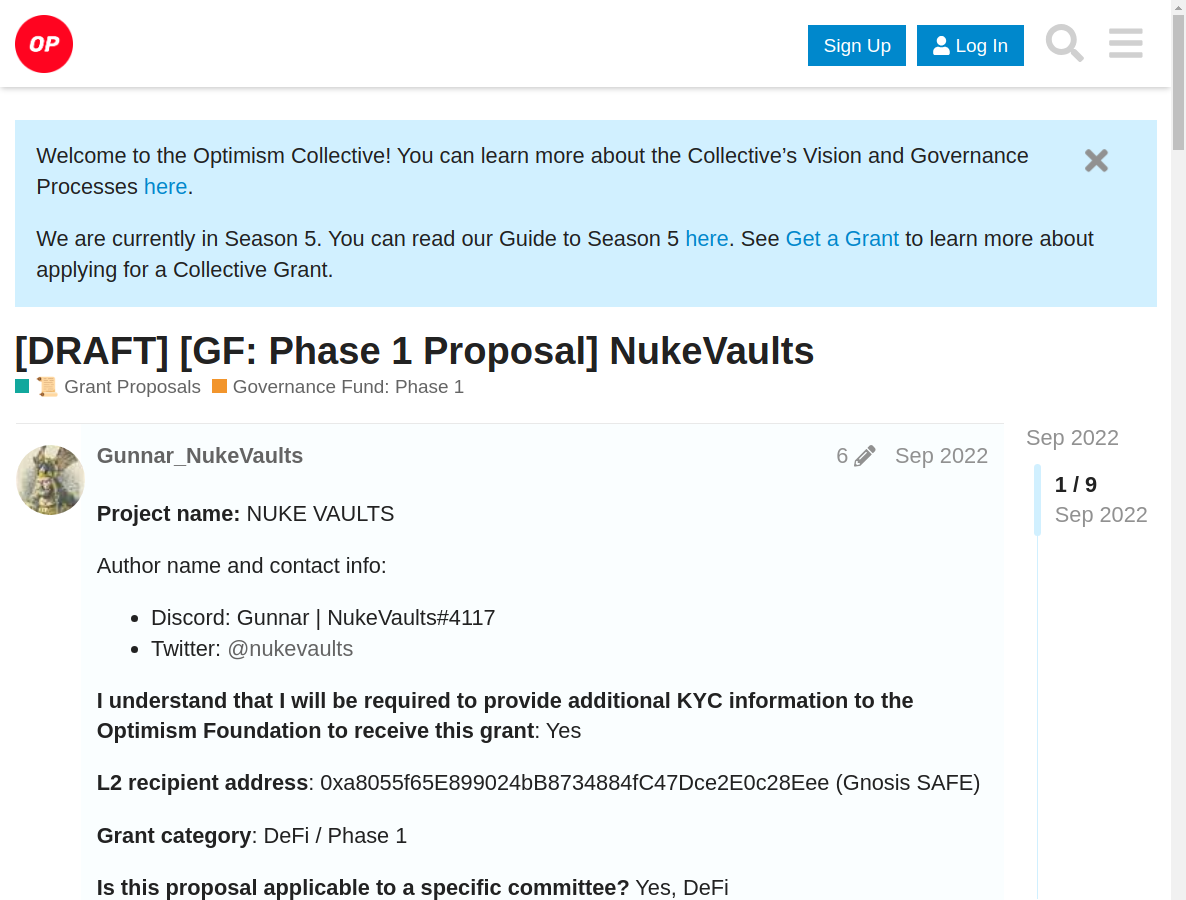 OP
Sign Up
Log In
Welcome to the Optimism Collective! You can learn more about the Collective’s Vision and Governance
Processes here.
We are currently in Season 5. You can read our Guide to Season 5 here. See Get a Grant to learn more about
applying for a Collective Grant.
[DRAFT] [GF: Phase 1 Proposal] NukeVaults
Grant Proposals Governance Fund: Phase 1
Gunnar_NukeVaults 6 Sep 2022
Sep 2022
1 / 9
Sep 2022
Project name: NUKE VAULTS
Author name and contact info:
• Discord: Gunnar | NukeVaults#4117
• Twitter: @nukevaults
I understand that I will be required to provide additional KYC information to the
Optimism Foundation to receive this grant: Yes
L2 recipient address: 0xa8055f65E899024bB8734884fC47Dce2E0c28Eee (Gnosis SAFE)
Grant category: DeFi / Phase 1
Is this proposal applicable to a specific committee? Yes, DeFi